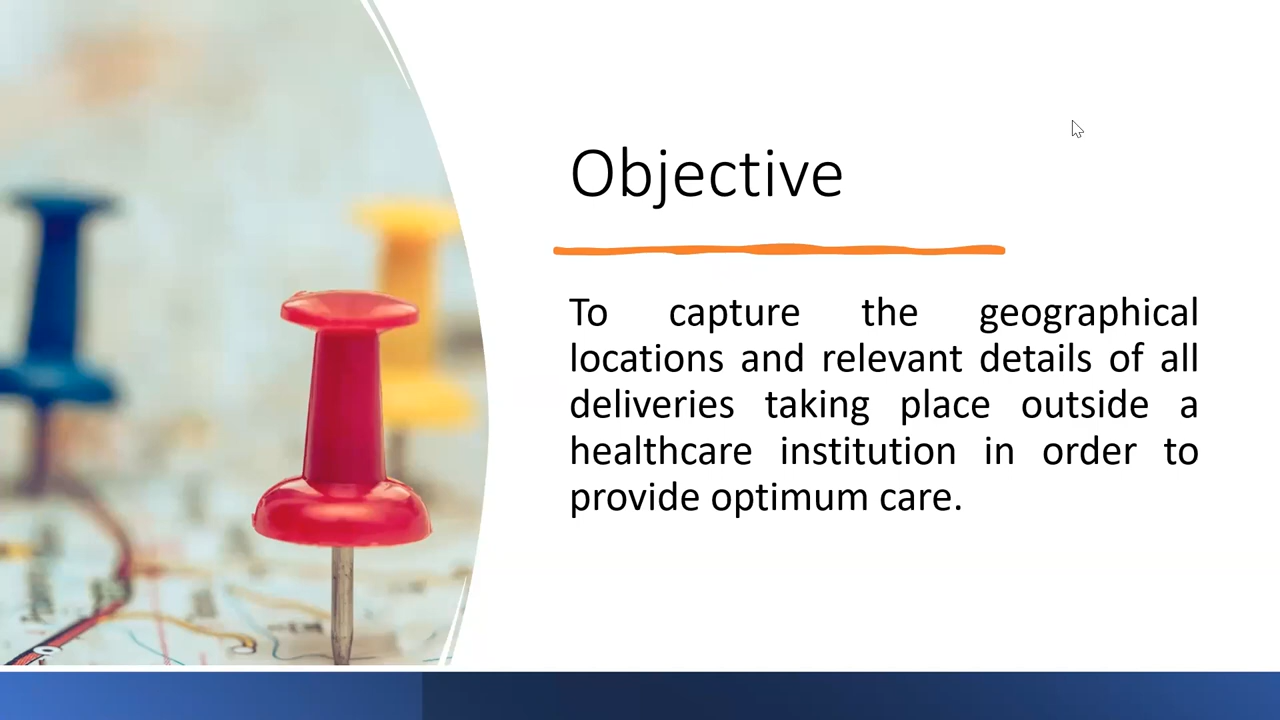 Objective
To capture the geographical
locations and relevant details of all
deliveries taking place outside a
healthcare institution in order to
provide optimum care.